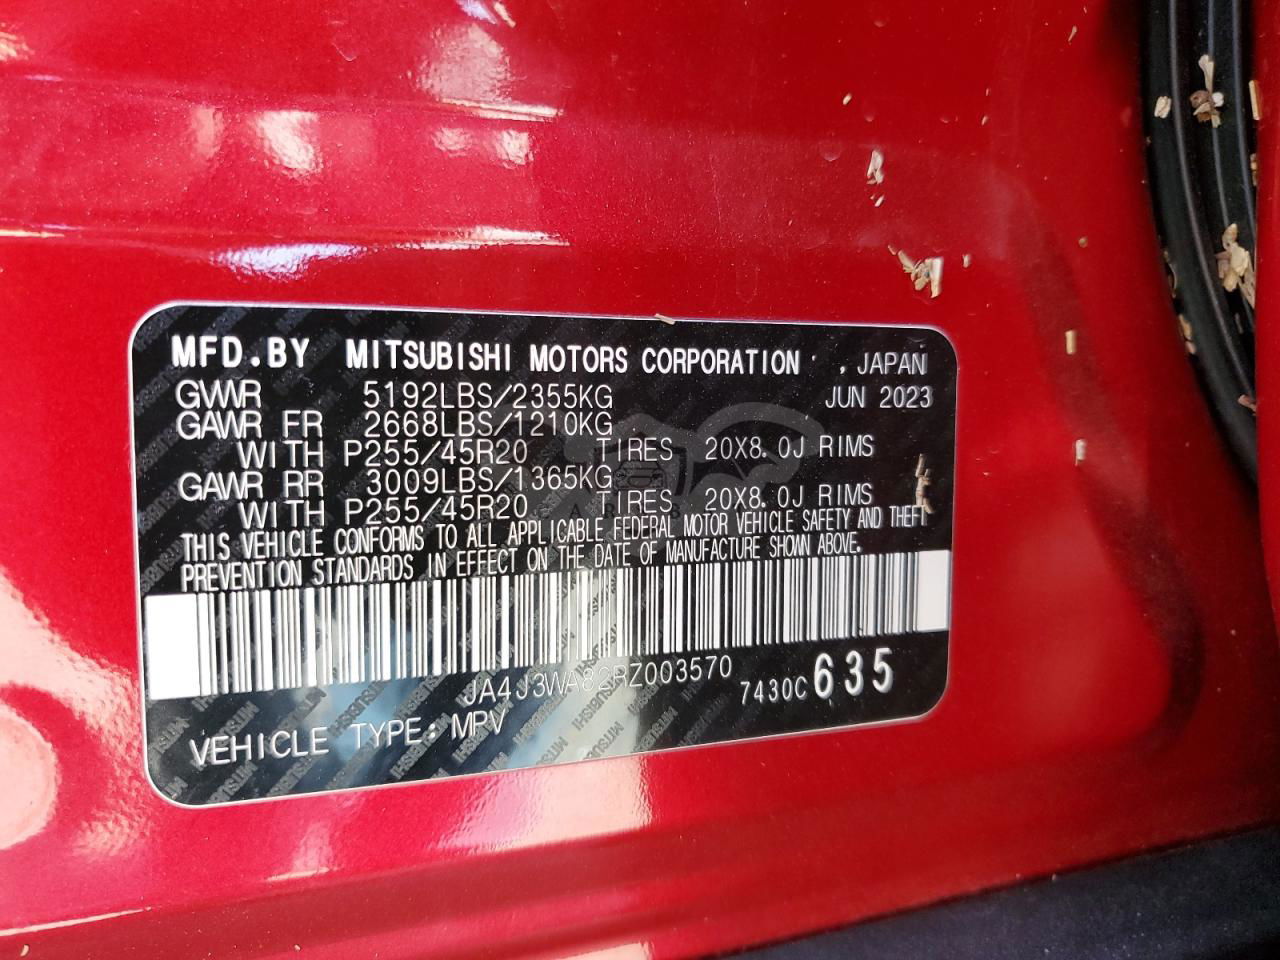 MFD.BY MITSUBISHI MOTORS CORPORATION . JAPAN
GVWR 5192LBS/2355KG JUN 2023
GAWR FR 2668LBS/1210KG
WITH P255/45R20 TIRES 20X8.0J RIMS
GAWR RR 3009LBS/1365KG
WITH P255/45R20 TIRES 20X8.0J RIMS
THIS VEHICLE CONFORMS TO ALL APPLICABLE FEDERAL MOTOR VEHICLE SAFETY AND THEFT
PREVENTION STANDARDS IN EFFECT ON THE DATE OF MANUFACTURE SHOWN ABOVE.
7430C 635
VEHICLE TYPE: MPV